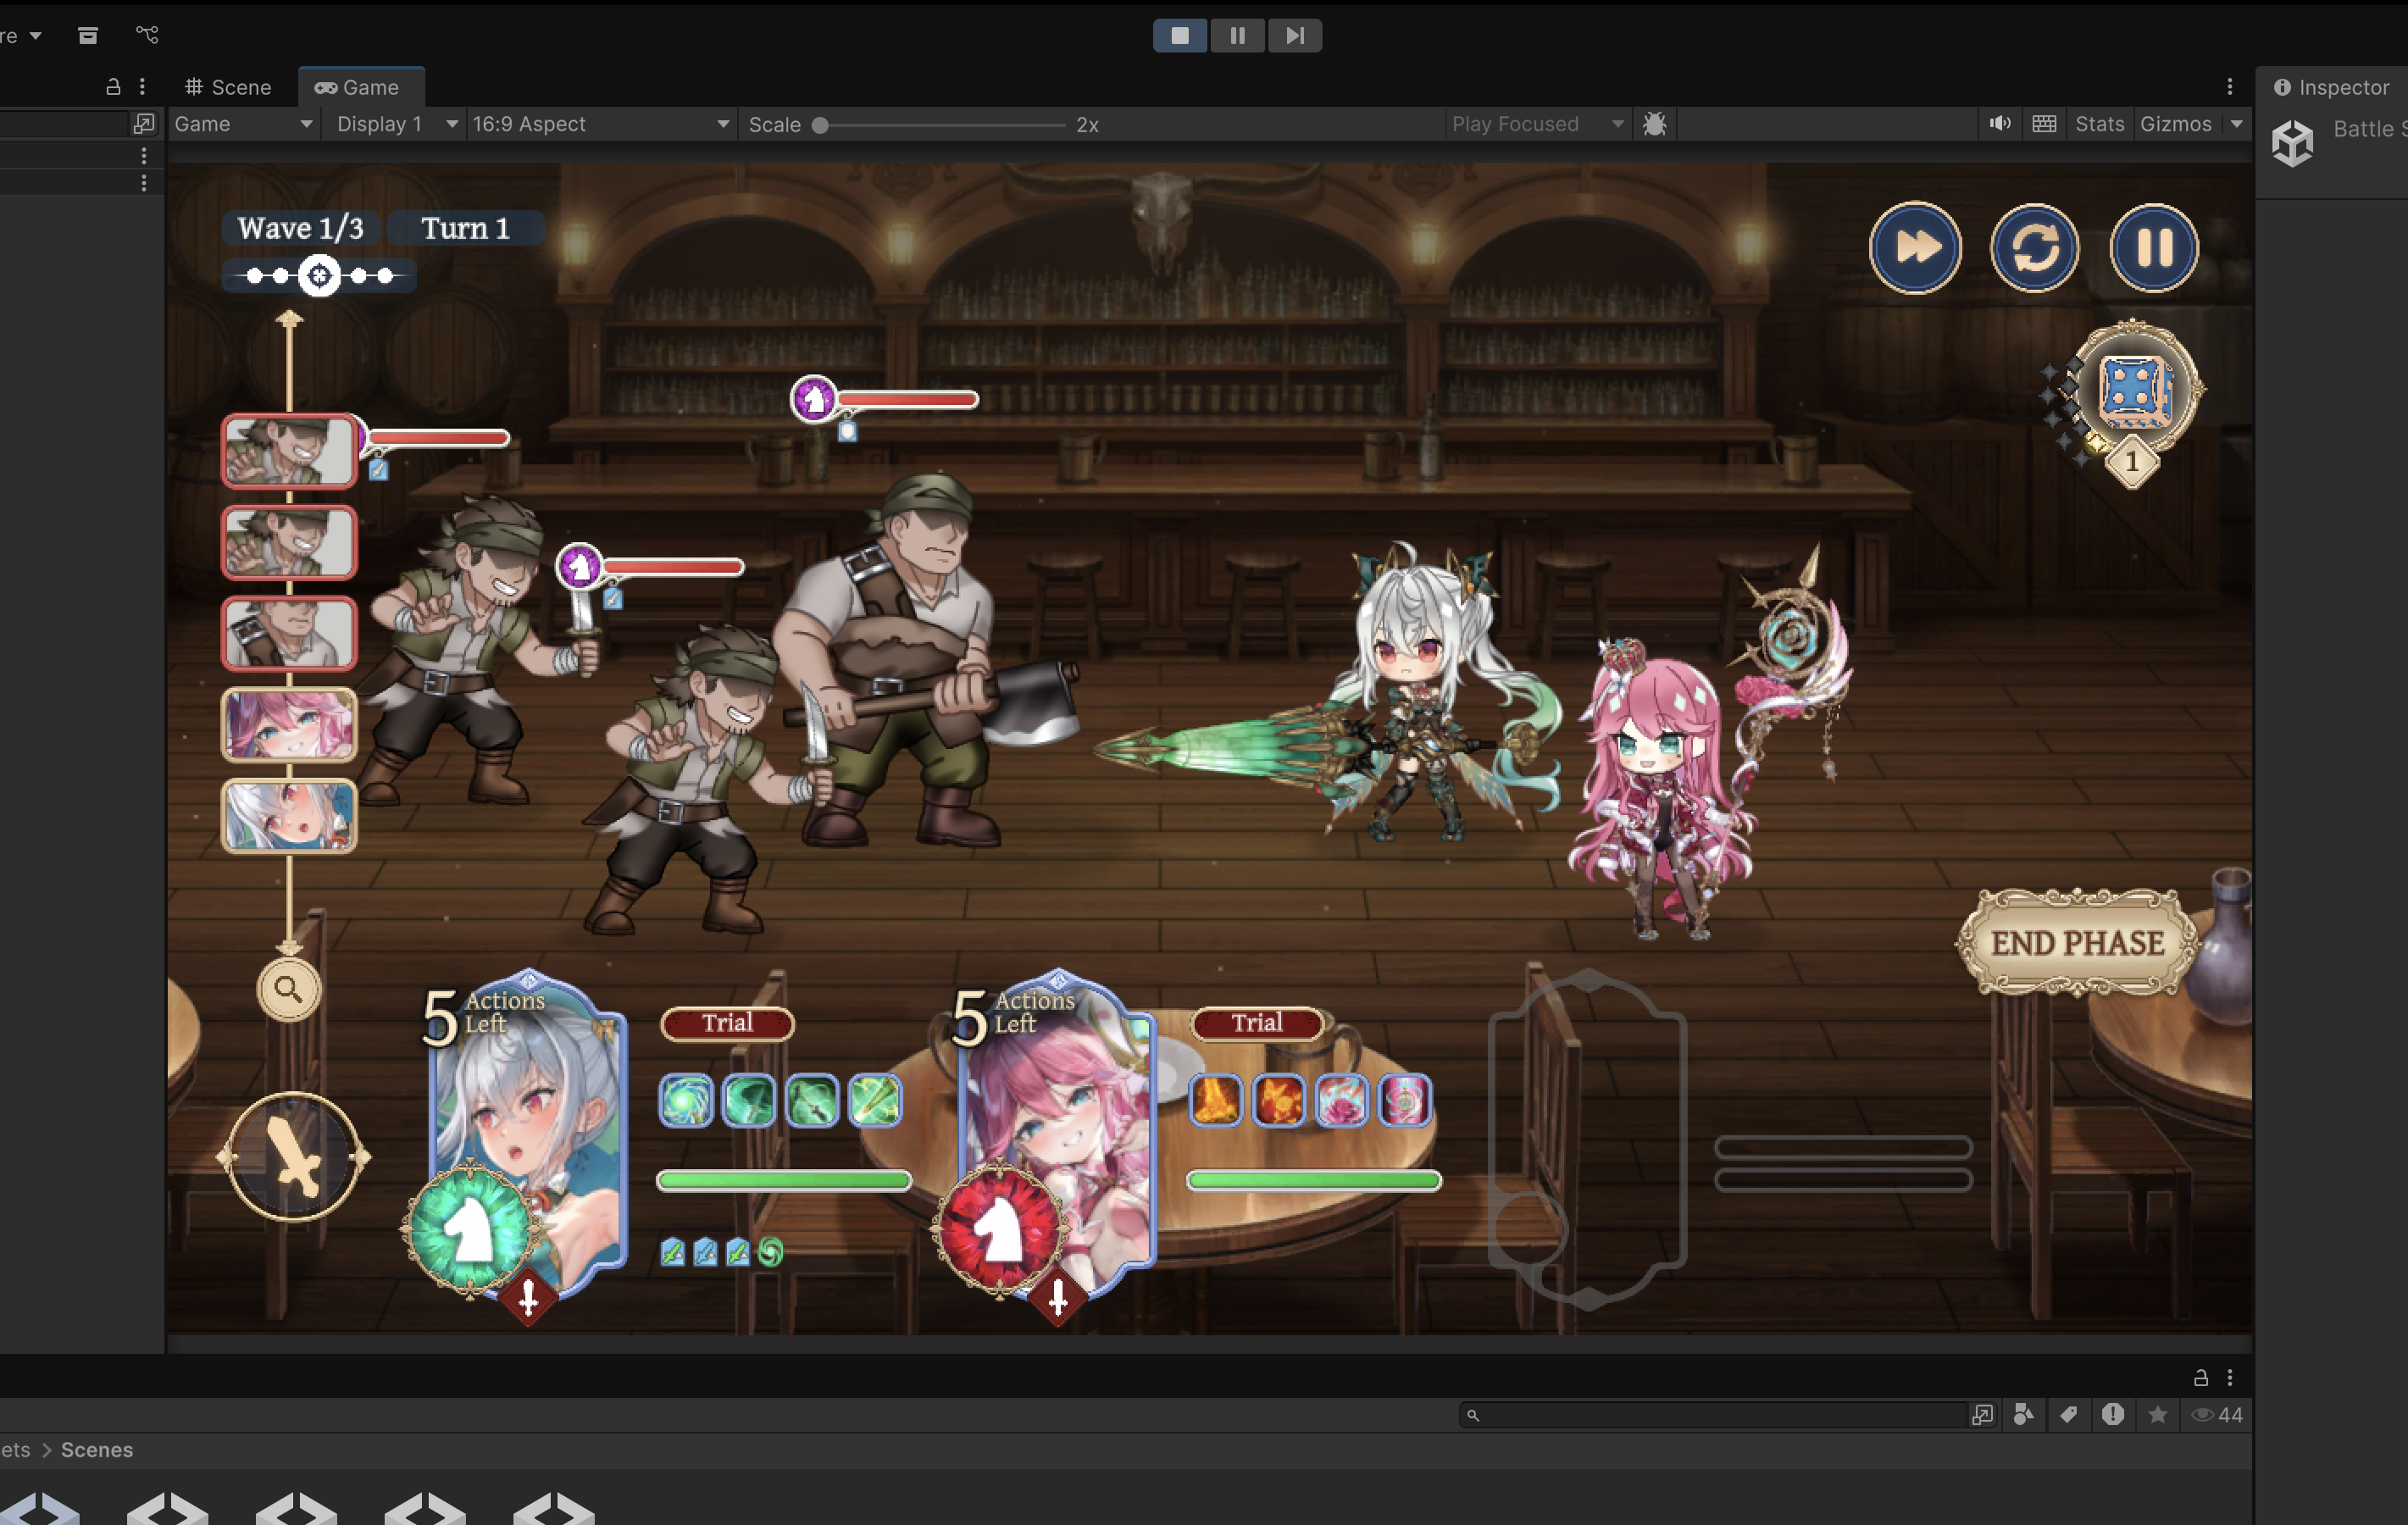 re
Scene
Game
Inspector
Game
Display 1
16:9 Aspect
Scale
2x
Play Focused
Stats
Gizmos
Battle S
Wave 1/3
Turn 1
1
END PHASE
5 Actions Left
Trial
5 Actions Left
Trial
44
ets > Scenes